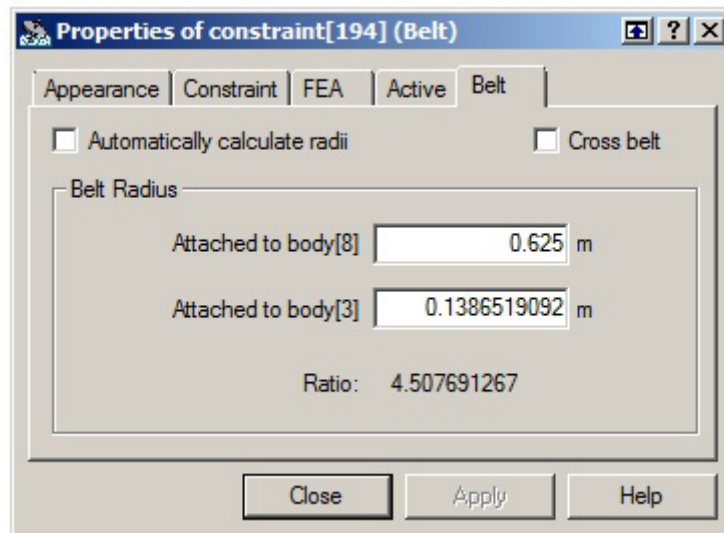 Properties of constraint[194] (Belt)
Appearance Constraint FEA Active Belt
Automatically calculate radii Cross belt
Belt Radius
Attached to body[8] 0.625 m
Attached to body[3] 0.1386519092 m
Ratio: 4.507691267
Close Apply Help